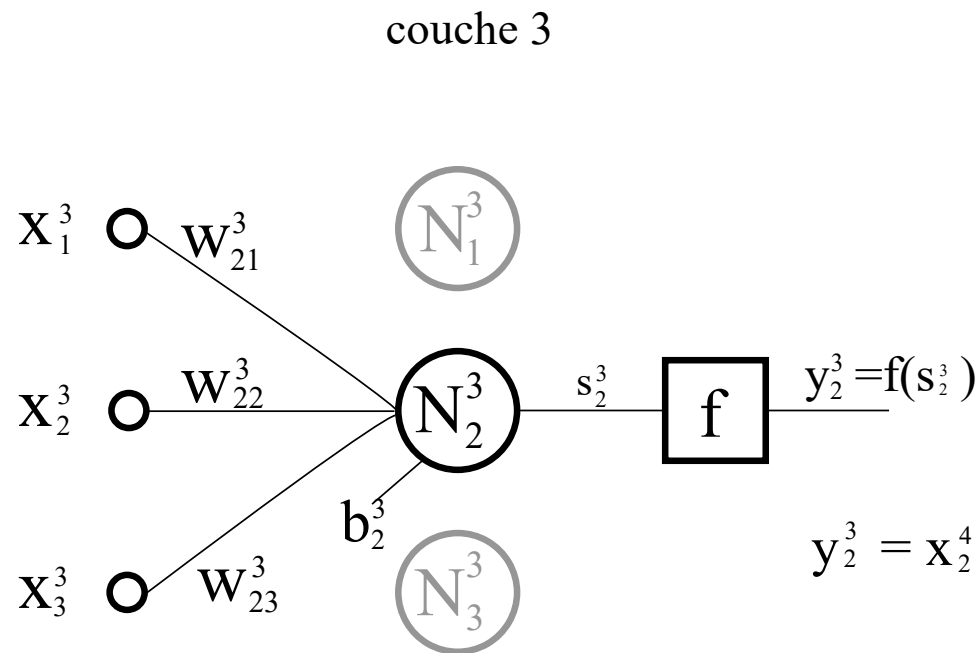 couche 3
x₁³ w₂₁³ N₁³
x₂³ w₂₂³ N₂³ s₂³ f y₂³ =f(s₂³)
b₂³
y₂³ = x₂⁴
x₃³ w₂₃³ N₃³